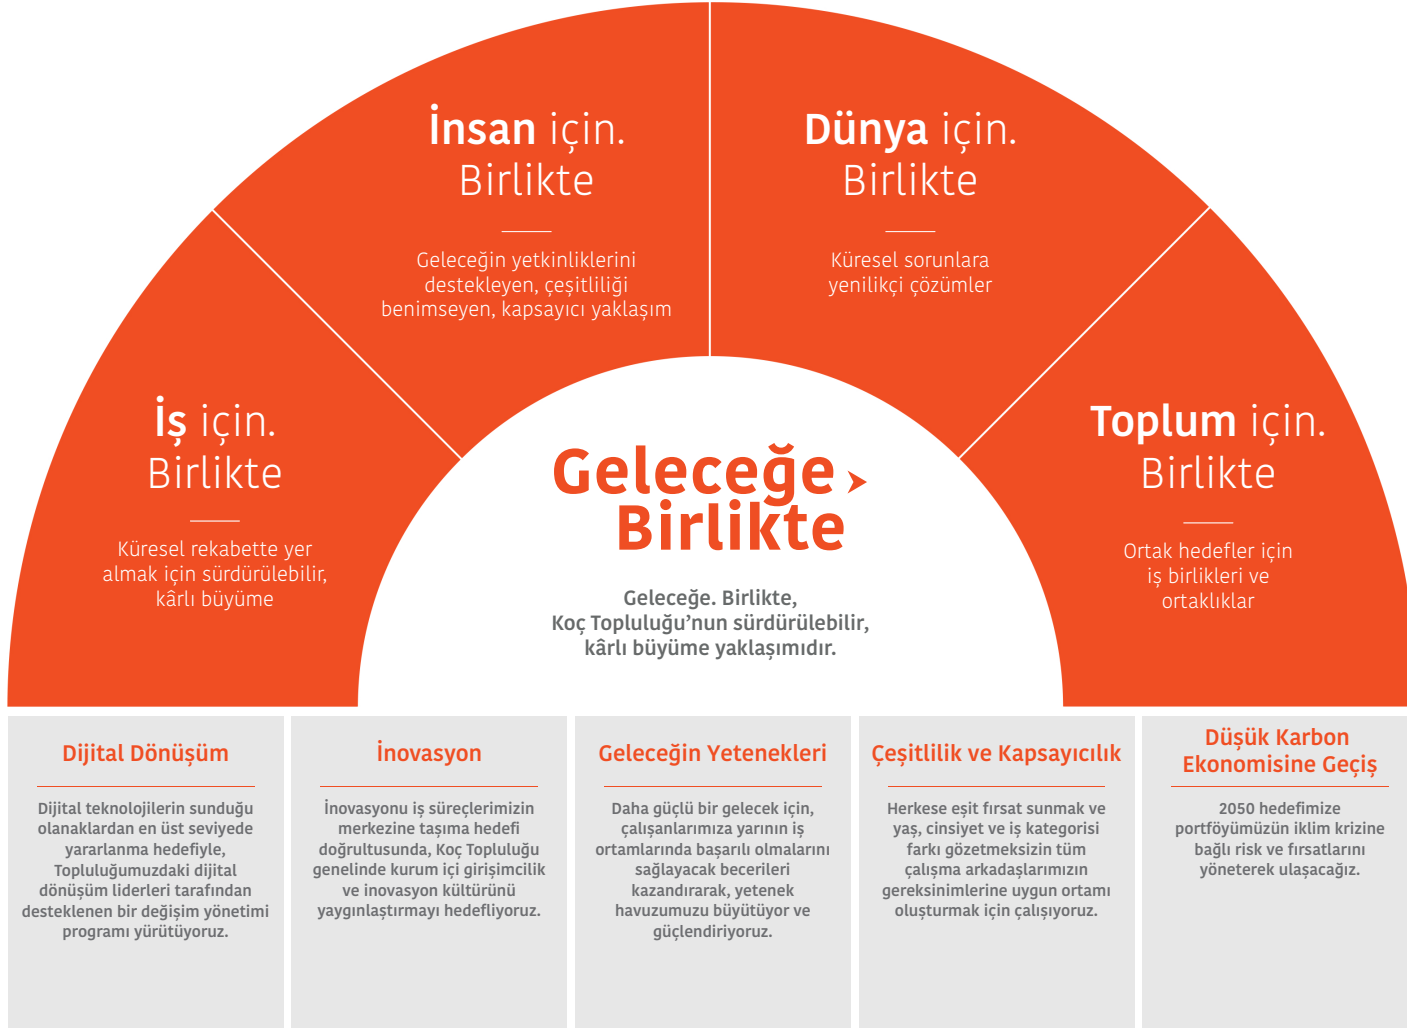 İnsan için.
Birlikte
Geleceğin yetkinliklerini
destekleyen, çeşitliliği
benimseyen, kapsayıcı yaklaşım
Dünya için.
Birlikte
Küresel sorunlara
yenilikçi çözümler
İş için.
Birlikte
Küresel rekabette yer
almak için sürdürülebilir,
kârlı büyüme
Toplum için.
Birlikte
Ortak hedefler için
iş birlikleri ve
ortaklıklar
Geleceğe
Birlikte
Geleceğe. Birlikte,
Koç Topluluğu’nun sürdürülebilir,
kârlı büyüme yaklaşımıdır.
Dijital Dönüşüm
Dijital teknolojilerin sunduğu
olanaklardan en üst seviyede
yararlanma hedefiyle,
Topluluğumuzdaki dijital
dönüşüm liderleri tarafından
desteklenen bir değişim yönetimi
programı yürütüyoruz.
İnovasyon
İnovasyonu iş süreçlerimizin
merkezine taşıma hedefi
doğrultusunda, Koç Topluluğu
genelinde kurum içi girişimcilik
ve inovasyon kültürünü
yaygınlaştırmayı hedefliyoruz.
Geleceğin Yetenekleri
Daha güçlü bir gelecek için,
çalışanlarımıza yarının iş
ortamlarında başarılı olmalarını
sağlayacak becerileri
kazandırarak, yetenek
havuzumuzu büyütüyor ve
güçlendiriyoruz.
Çeşitlilik ve Kapsayıcılık
Herkese eşit fırsat sunmak ve
yaş, cinsiyet ve iş kategorisi
farkı gözetmeksizin tüm
çalışma arkadaşlarımızın
gereksinimlerine uygun ortamı
oluşturmak için çalışıyoruz.
Düşük Karbon
Ekonomisine Geçiş
2050 hedefimize
portföyümüzün iklim krizine
bağlı risk ve fırsatlarını
yöneterek ulaşacağız.